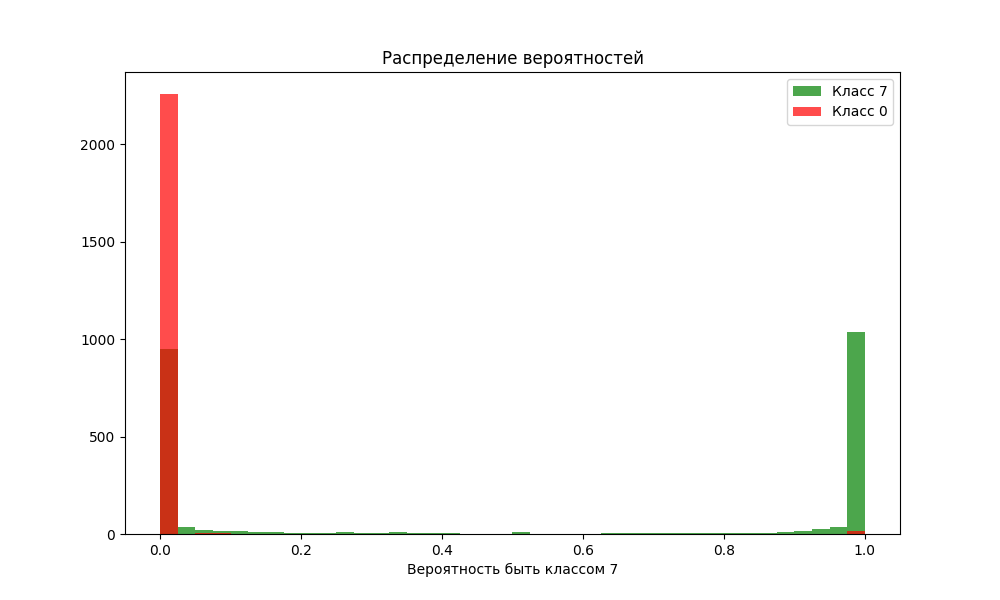 Распределение вероятностей
Класс 7
Класс 0
2000
1500
1000
500
0
0.0 0.2 0.4 0.6 0.8 1.0
Вероятность быть классом 7